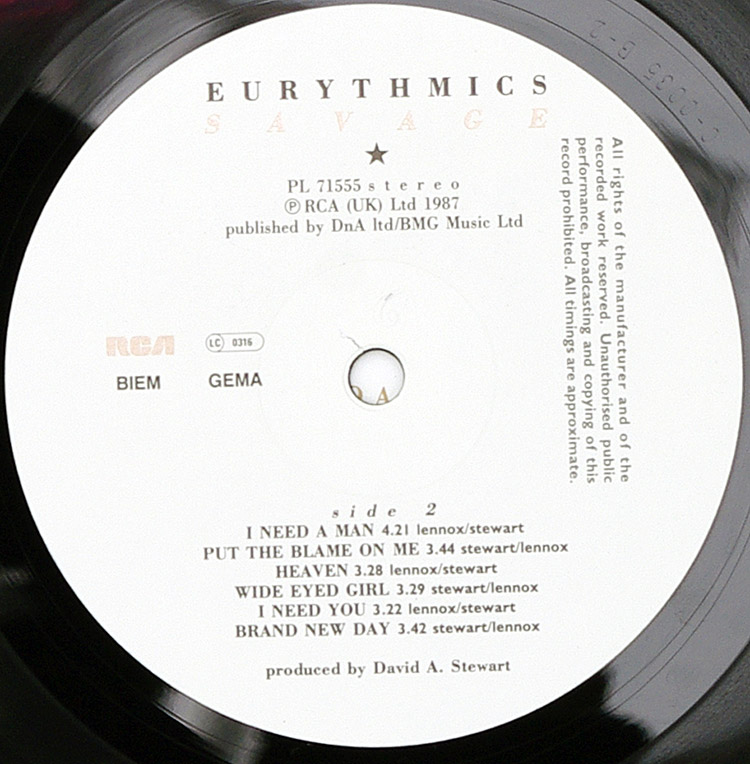 EURYTHMICS
SAVAGE
PL 71555 stereo
Ⓟ RCA (UK) Ltd 1987
published by DnA ltd/BMG Music Ltd
All rights of the manufacturer and of the
recorded work reserved. Unauthorised public
performance, broadcasting and copying of this
record prohibited. All timings are approximate.
RCA
LC 0316
BIEM GEMA
side 2
I NEED A MAN 4.21 lennox/stewart
PUT THE BLAME ON ME 3.44 stewart/lennox
HEAVEN 3.28 lennox/stewart
WIDE EYED GIRL 3.29 stewart/lennox
I NEED YOU 3.22 lennox/stewart
BRAND NEW DAY 3.42 stewart/lennox
produced by David A. Stewart